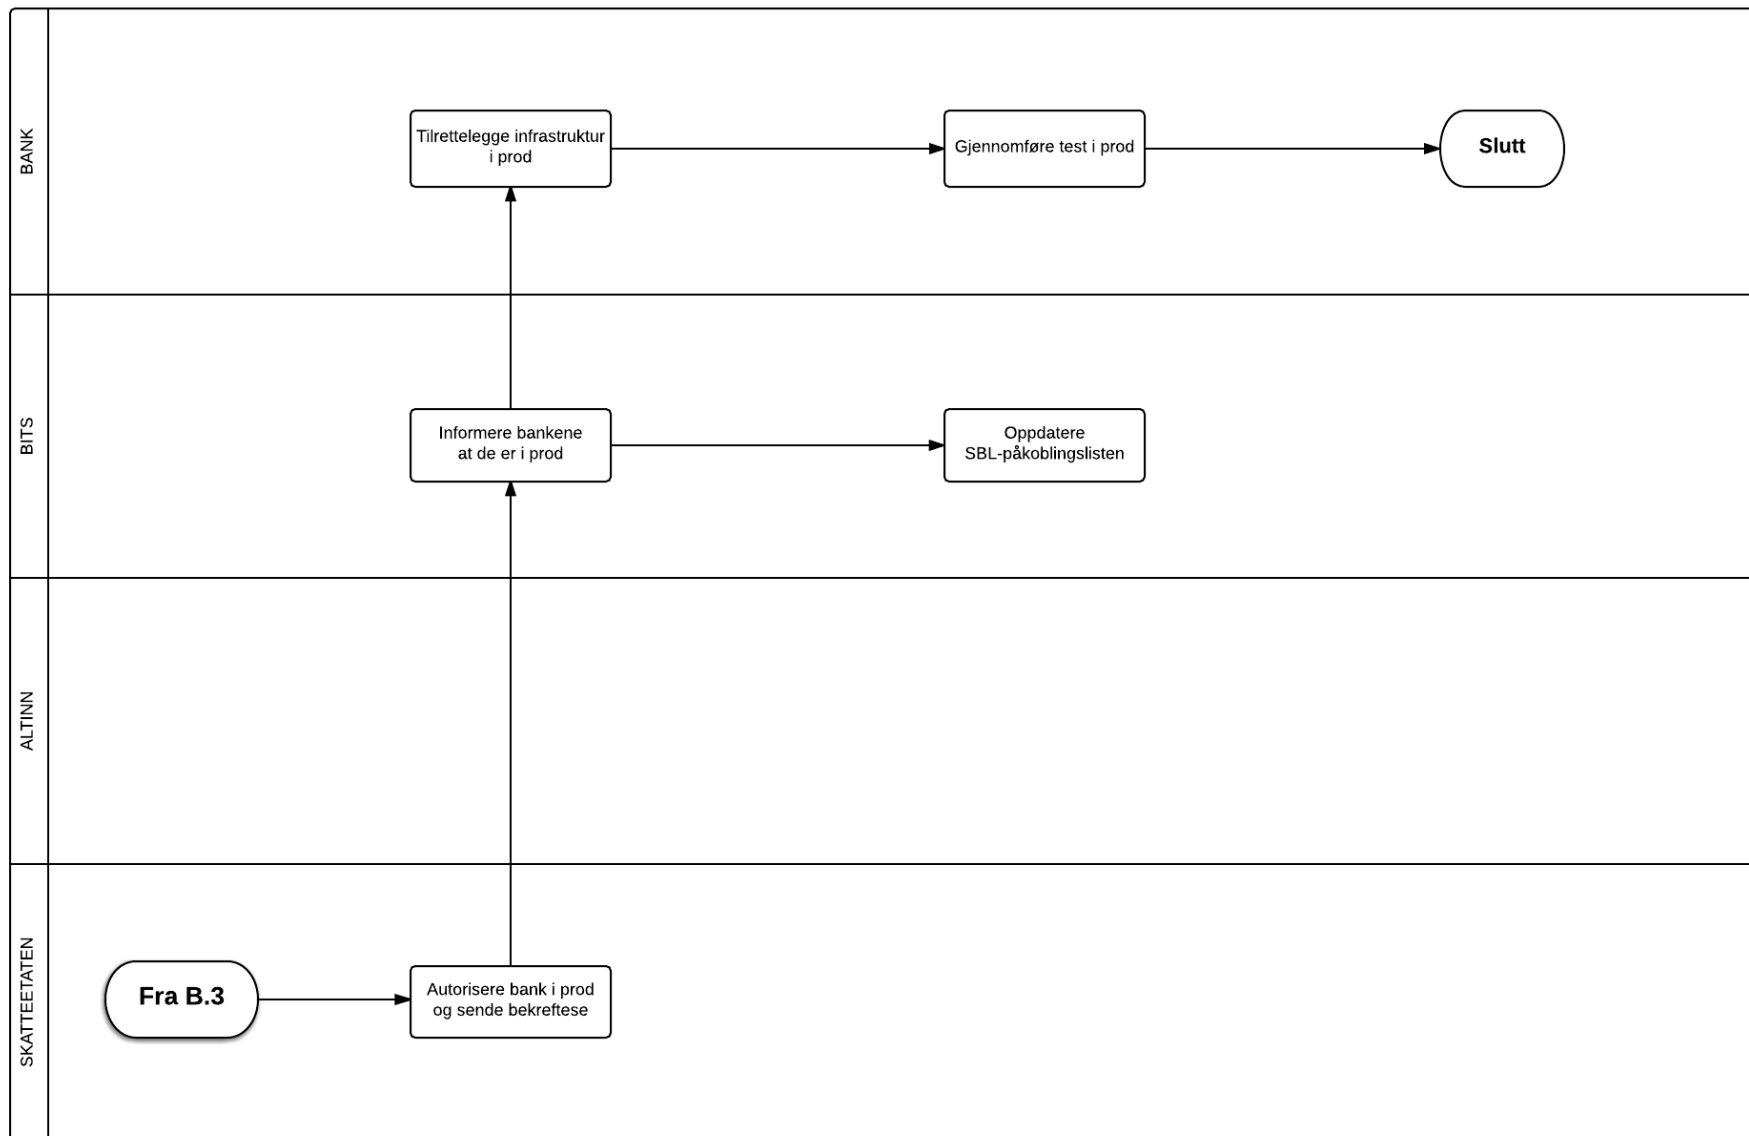 BANK
Tilrettelegge infrastruktur
i prod
Gjennomføre test i prod
Slutt
BITS
Informere bankene
at de er i prod
Oppdatere
SBL-påkoblingslisten
ALTINN
SKATTEETATEN
Fra B.3
Autorisere bank i prod
og sende bekreftese